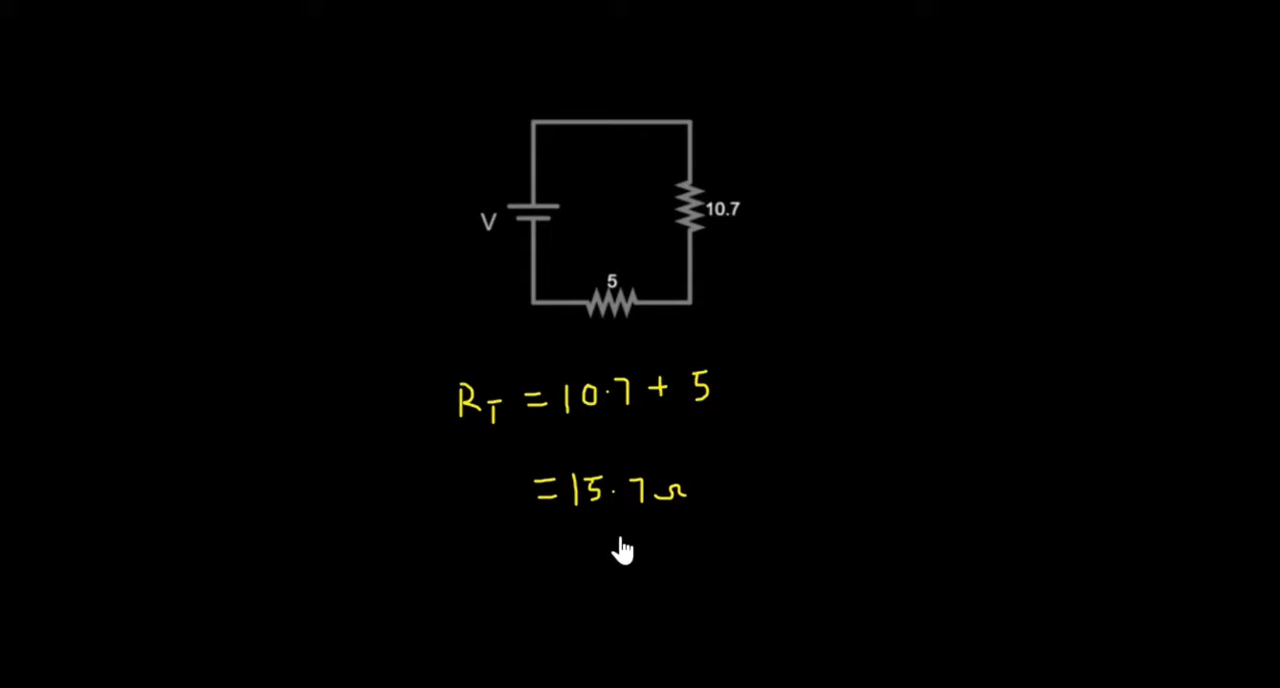 V
10.7
5
R_T = 10.7 + 5
= 15.7 Ω